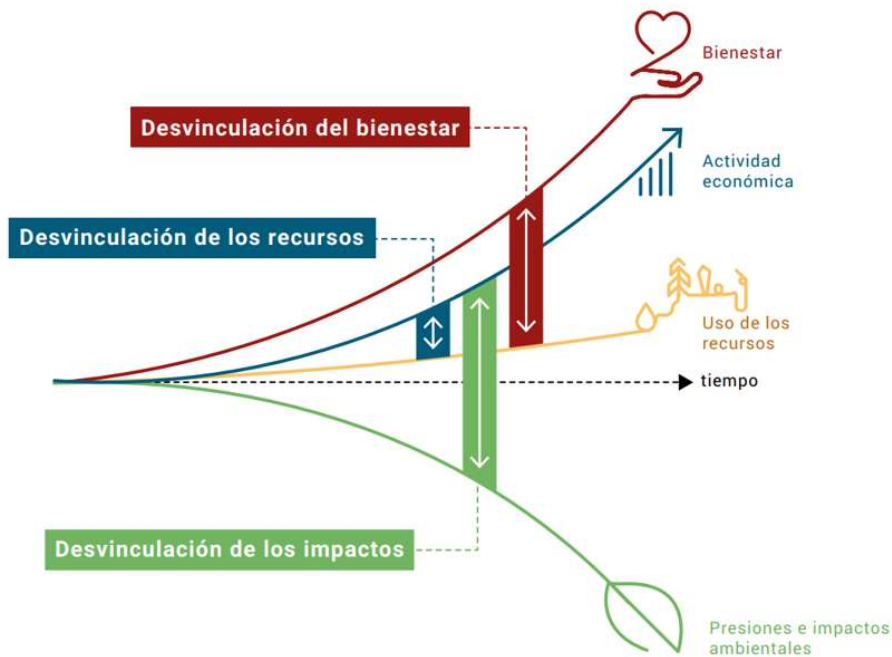 Bienestar
Desvinculación del bienestar
Actividad
económica
Desvinculación de los recursos
Uso de los
recursos
tiempo
Desvinculación de los impactos
Presiones e impactos
ambientales